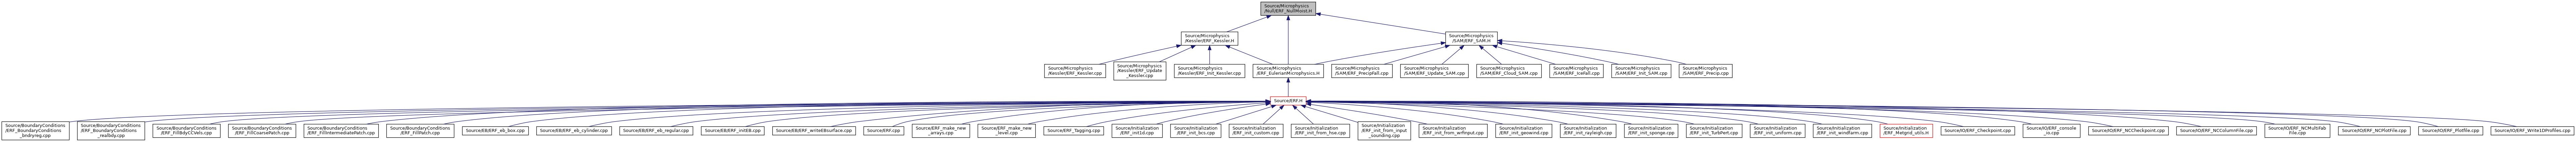 Source/Microphysics
/Null/ERF_NullMoist.H
Source/Microphysics
/Kessler/ERF_Kessler.H
Source/Microphysics
/SAM/ERF_SAM.H
Source/Microphysics
/Kessler/ERF_Kessler.cpp
Source/Microphysics
/Kessler/ERF_Update
_Kessler.cpp
Source/Microphysics
/Kessler/ERF_Init_Kessler.cpp
Source/Microphysics
/ERF_EulerianMicrophysics.H
Source/Microphysics
/SAM/ERF_PrecipFall.cpp
Source/Microphysics
/SAM/ERF_Update_SAM.cpp
Source/Microphysics
/SAM/ERF_Cloud_SAM.cpp
Source/Microphysics
/SAM/ERF_IceFall.cpp
Source/Microphysics
/SAM/ERF_Init_SAM.cpp
Source/Microphysics
/SAM/ERF_Precip.cpp
Source/ERF.H
Source/BoundaryConditions
/ERF_BoundaryConditions
_bndryreg.cpp
Source/BoundaryConditions
/ERF_BoundaryConditions
_realbdy.cpp
Source/BoundaryConditions
/ERF_FillBdyCCVels.cpp
Source/BoundaryConditions
/ERF_FillCoarsePatch.cpp
Source/BoundaryConditions
/ERF_FillIntermediatePatch.cpp
Source/BoundaryConditions
/ERF_FillPatch.cpp
Source/EB/ERF_eb_box.cpp
Source/EB/ERF_eb_cylinder.cpp
Source/EB/ERF_eb_regular.cpp
Source/EB/ERF_initEB.cpp
Source/EB/ERF_writeEBsurface.cpp
Source/ERF.cpp
Source/ERF_make_new
_arrays.cpp
Source/ERF_make_new
_level.cpp
Source/ERF_Tagging.cpp
Source/Initialization
/ERF_init1d.cpp
Source/Initialization
/ERF_init_bcs.cpp
Source/Initialization
/ERF_init_custom.cpp
Source/Initialization
/ERF_init_from_hse.cpp
Source/Initialization
/ERF_init_from_input
_sounding.cpp
Source/Initialization
/ERF_init_from_wrfinput.cpp
Source/Initialization
/ERF_init_geowind.cpp
Source/Initialization
/ERF_init_rayleigh.cpp
Source/Initialization
/ERF_init_sponge.cpp
Source/Initialization
/ERF_init_TurbPert.cpp
Source/Initialization
/ERF_init_uniform.cpp
Source/Initialization
/ERF_init_windfarm.cpp
Source/Initialization
/ERF_Metgrid_utils.H
Source/IO/ERF_Checkpoint.cpp
Source/IO/ERF_console
_io.cpp
Source/IO/ERF_NCCheckpoint.cpp
Source/IO/ERF_NCColumnFile.cpp
Source/IO/ERF_NCMultiFab
File.cpp
Source/IO/ERF_NCPlotFile.cpp
Source/IO/ERF_Plotfile.cpp
Source/IO/ERF_Write1DProfiles.cpp